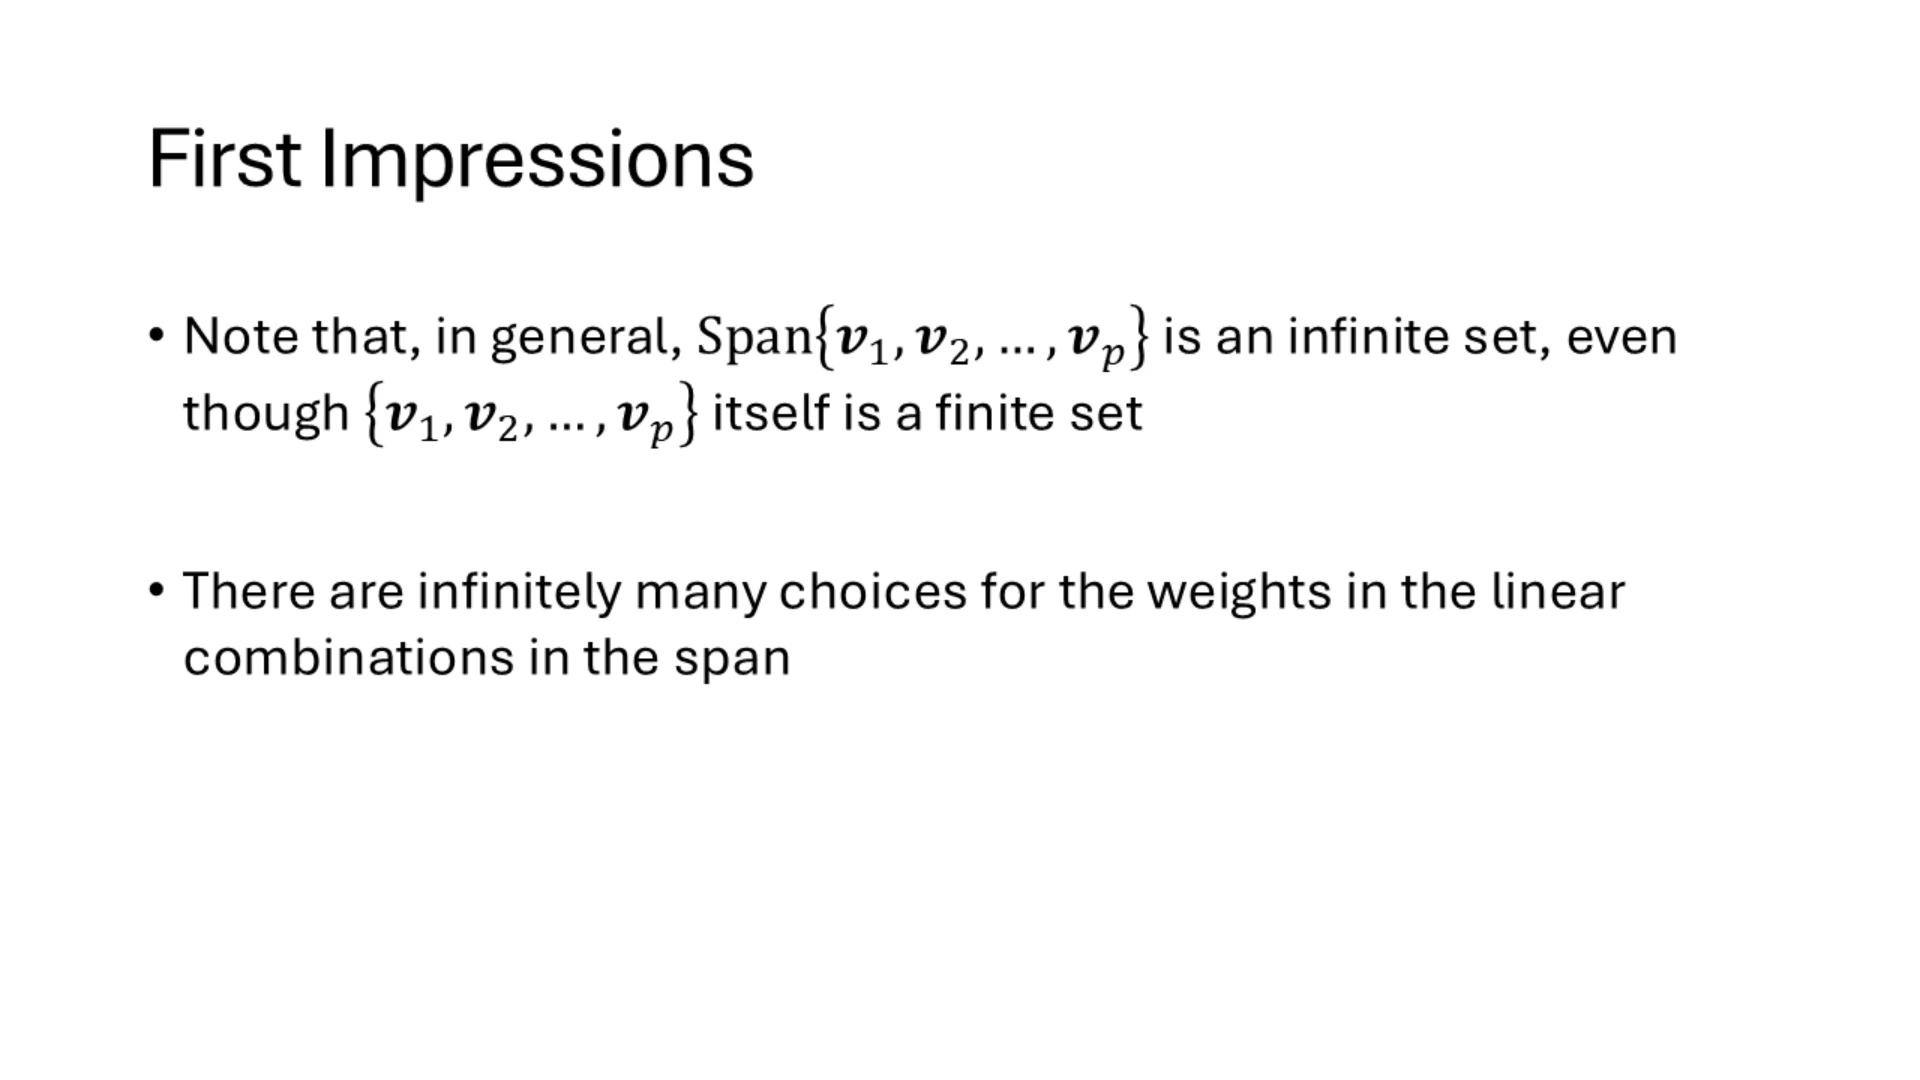 First Impressions
• Note that, in general, Span{𝒗₁, 𝒗₂, … , 𝒗ₚ} is an infinite set, even
though {𝒗₁, 𝒗₂, … , 𝒗ₚ} itself is a finite set
• There are infinitely many choices for the weights in the linear
combinations in the span